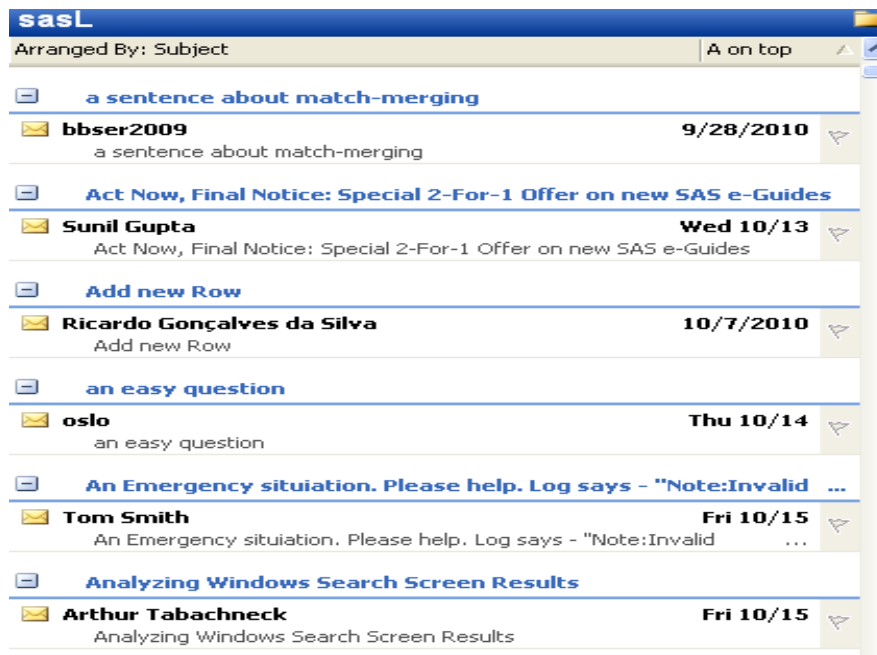 sasL
Arranged By: Subject A on top
a sentence about match-merging
bbser2009 9/28/2010
a sentence about match-merging
Act Now, Final Notice: Special 2-For-1 Offer on new SAS e-Guides
Sunil Gupta Wed 10/13
Act Now, Final Notice: Special 2-For-1 Offer on new SAS e-Guides
Add new Row
Ricardo Gonçalves da Silva 10/7/2010
Add new Row
an easy question
oslo Thu 10/14
an easy question
An Emergency situiation. Please help. Log says - "Note:Invalid ...
Tom Smith Fri 10/15
An Emergency situiation. Please help. Log says - "Note:Invalid ...
Analyzing Windows Search Screen Results
Arthur Tabachneck Fri 10/15
Analyzing Windows Search Screen Results